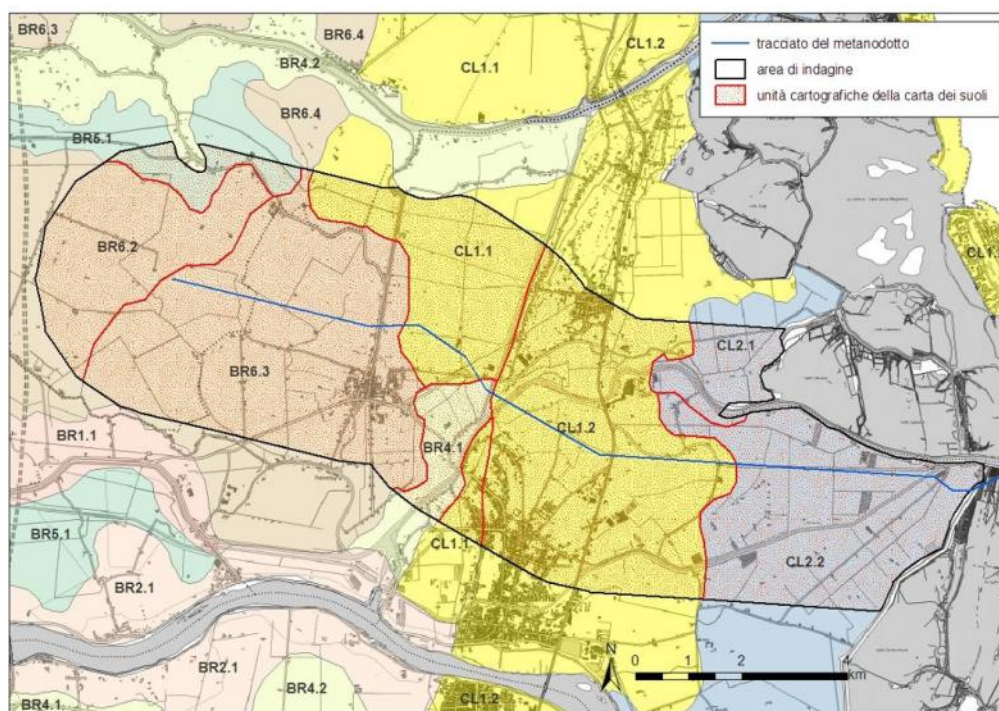 BR6.3
BR6.4
BR4.2
CL1.1
CL1.2
tracciato del metanodotto
area di indagine
unità cartografiche della carta dei suoli
BR5.1
BR6.4
BR6.2
CL1.1
CL2.1
BR6.3
BR4.1
CL1.2
BR1.1
BR5.1
CL1.1
CL2.2
BR2.1
BR2.1
BR4.2
BR4.1
CL1.2
N
0 1 2 4
km